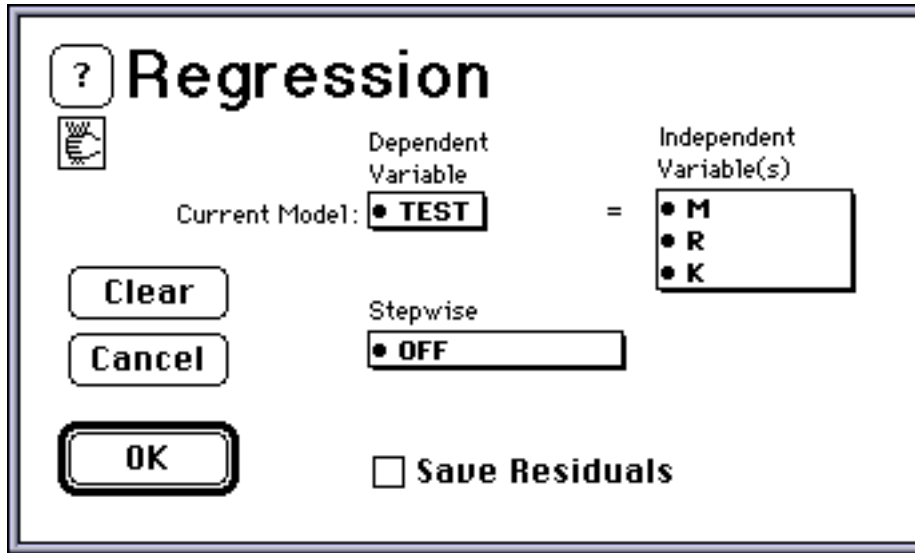 ? Regression
Dependent
Variable
Independent
Variable(s)
Current Model: • TEST = • M
• R
• K
Clear
Stepwise
Cancel
• OFF
OK
Save Residuals